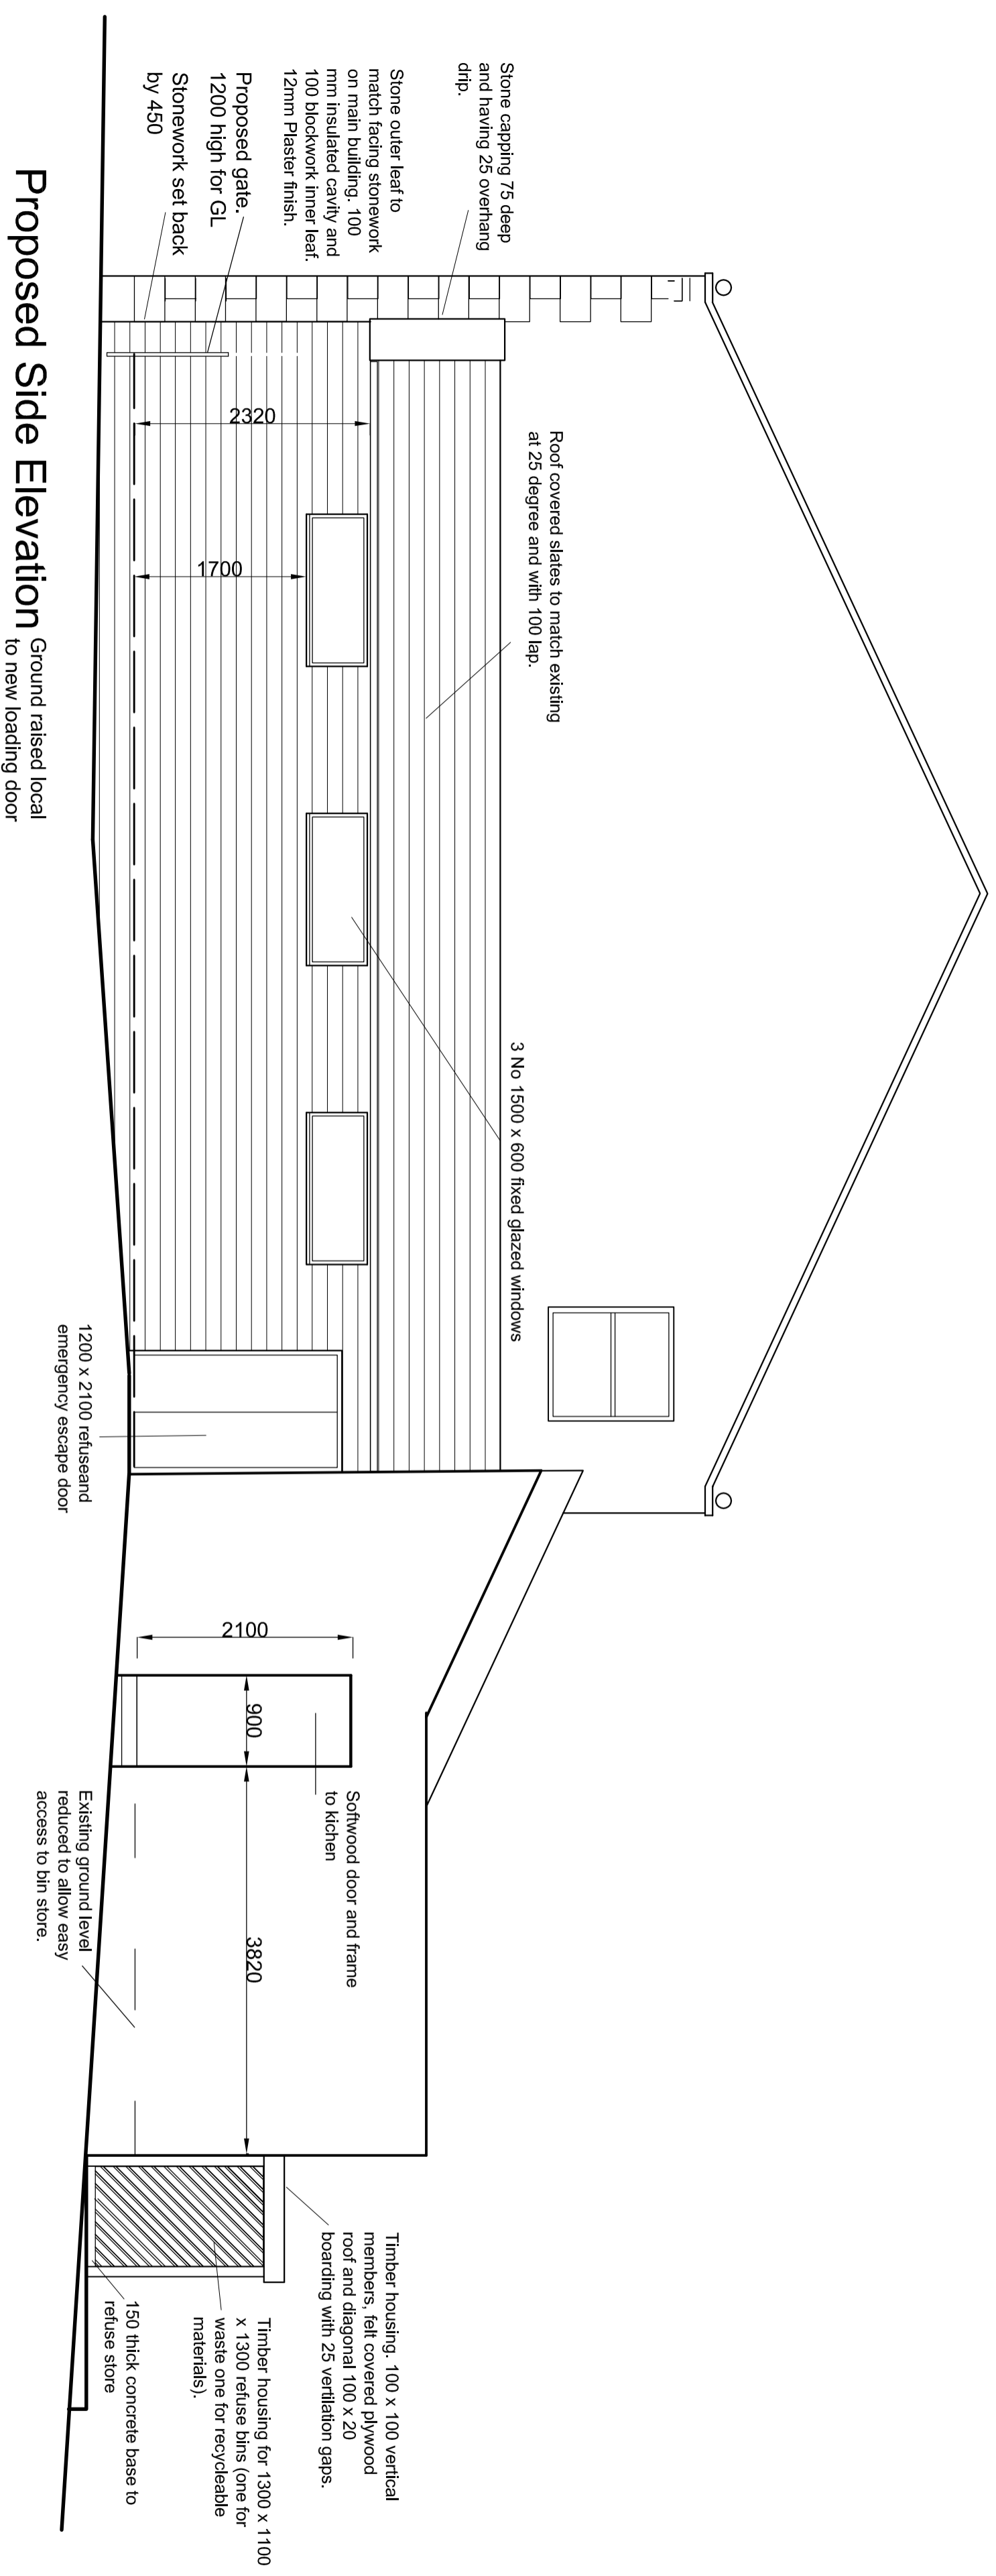 Stone capping 75 deep
and having 25 overhang
drip.
Stone outer leaf to
match facing stonework
on main building. 100
mm insulated cavity and
100 blockwork inner leaf.
12mm Plaster finish.
Proposed gate.
1200 high for GL
Stonework set back
by 450
Roof covered slates to match existing
at 25 degree and with 100 lap.
2320
1700
3 No 1500 x 600 fixed glazed windows
1200 x 2100 refuseand
emergency escape door
2100
900
Softwood door and frame
to kichen
3820
Existing ground level
reduced to allow easy
access to bin store.
Timber housing. 100 x 100 vertical
members, felt covered plywood
roof and diagonal 100 x 20
boarding with 25 vertilation gaps.
Timber housing for 1300 x 1100
x 1300 refuse bins (one for
waste one for recycleable
materials).
150 thick concrete base to
refuse store
Ground raised local
to new loading door
Proposed Side Elevation